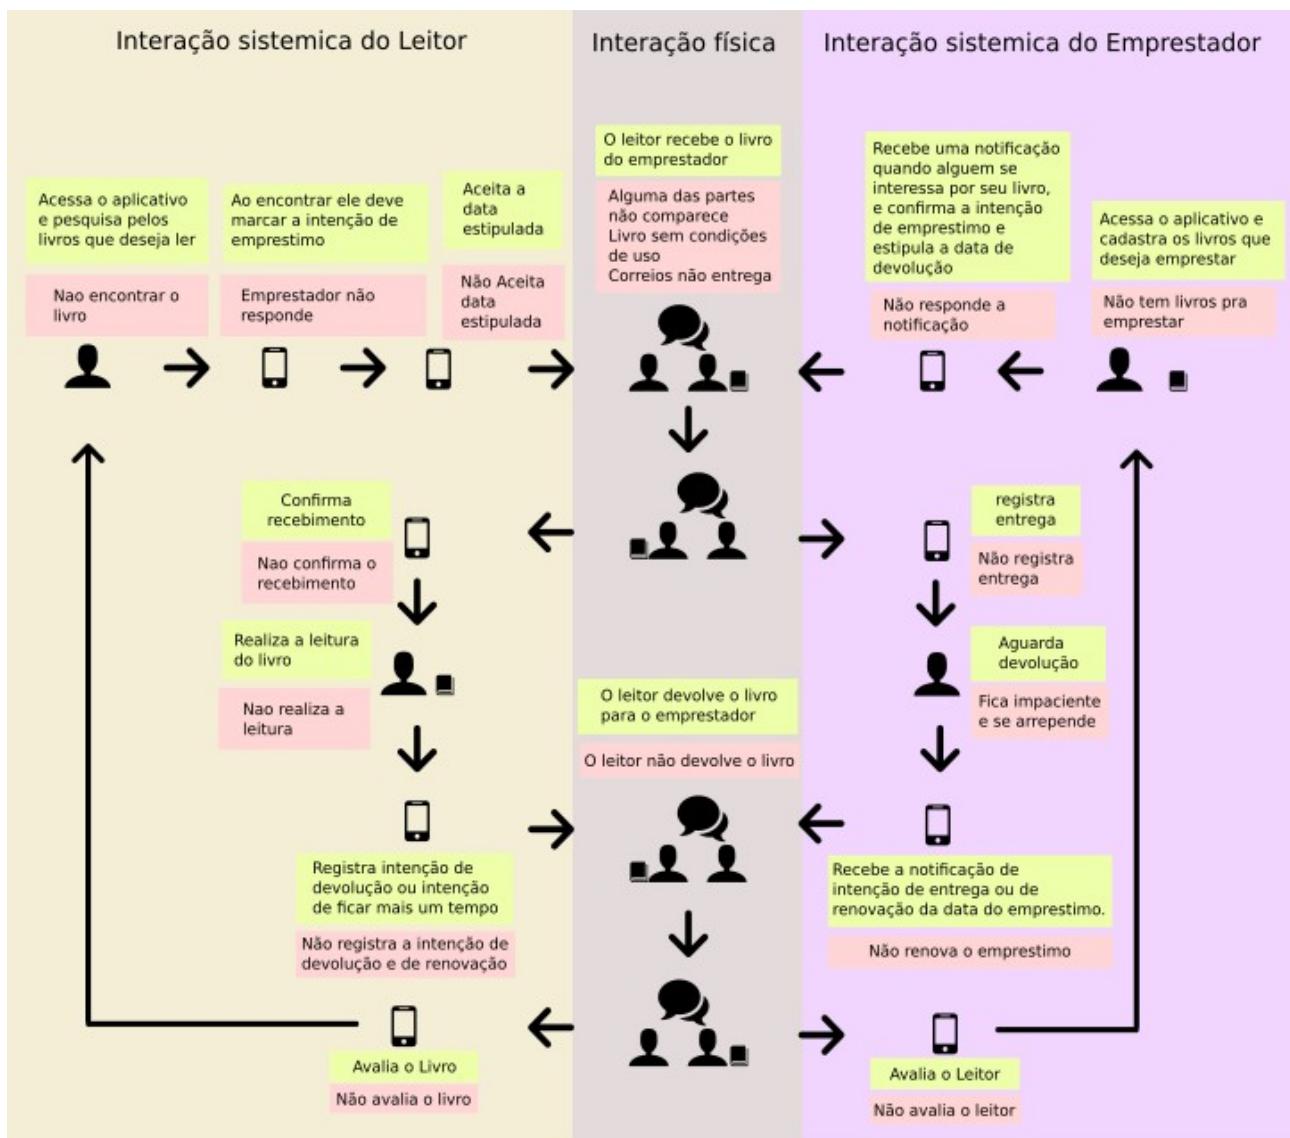 Interação sistemica do Leitor
Interação física
Interação sistemica do Emprestador
Acessa o aplicativo
e pesquisa pelos
livros que deseja ler
Nao encontrar o
livro
Ao encontrar ele deve
marcar a intenção de
emprestimo
Emprestador não
responde
Aceita a
data
estipulada
Não Aceita
data
estipulada
O leitor recebe o livro
do emprestador
Alguma das partes
não comparece
Livro sem condições
de uso
Correios não entrega
Recebe uma notificação
quando alguem se
interessa por seu livro,
e confirma a intenção
de emprestimo e
estipula a data de
devolução
Não responde a
notificação
Acessa o aplicativo e
cadastra os livros que
deseja emprestar
Não tem livros pra
emprestar
Confirma
recebimento
Nao confirma o
recebimento
registra
entrega
Não registra
entrega
Realiza a leitura
do livro
Nao realiza a
leitura
Aguarda
devolução
Fica impaciente
e se arrepende
O leitor devolve o livro
para o emprestador
O leitor não devolve o livro
Registra intenção de
devolução ou intenção
de ficar mais um tempo
Não registra a intenção de
devolução e de renovação
Recebe a notificação de
intenção de entrega ou de
renovação da data do emprestimo.
Não renova o emprestimo
Avalia o Livro
Não avalia o livro
Avalia o Leitor
Não avalia o leitor